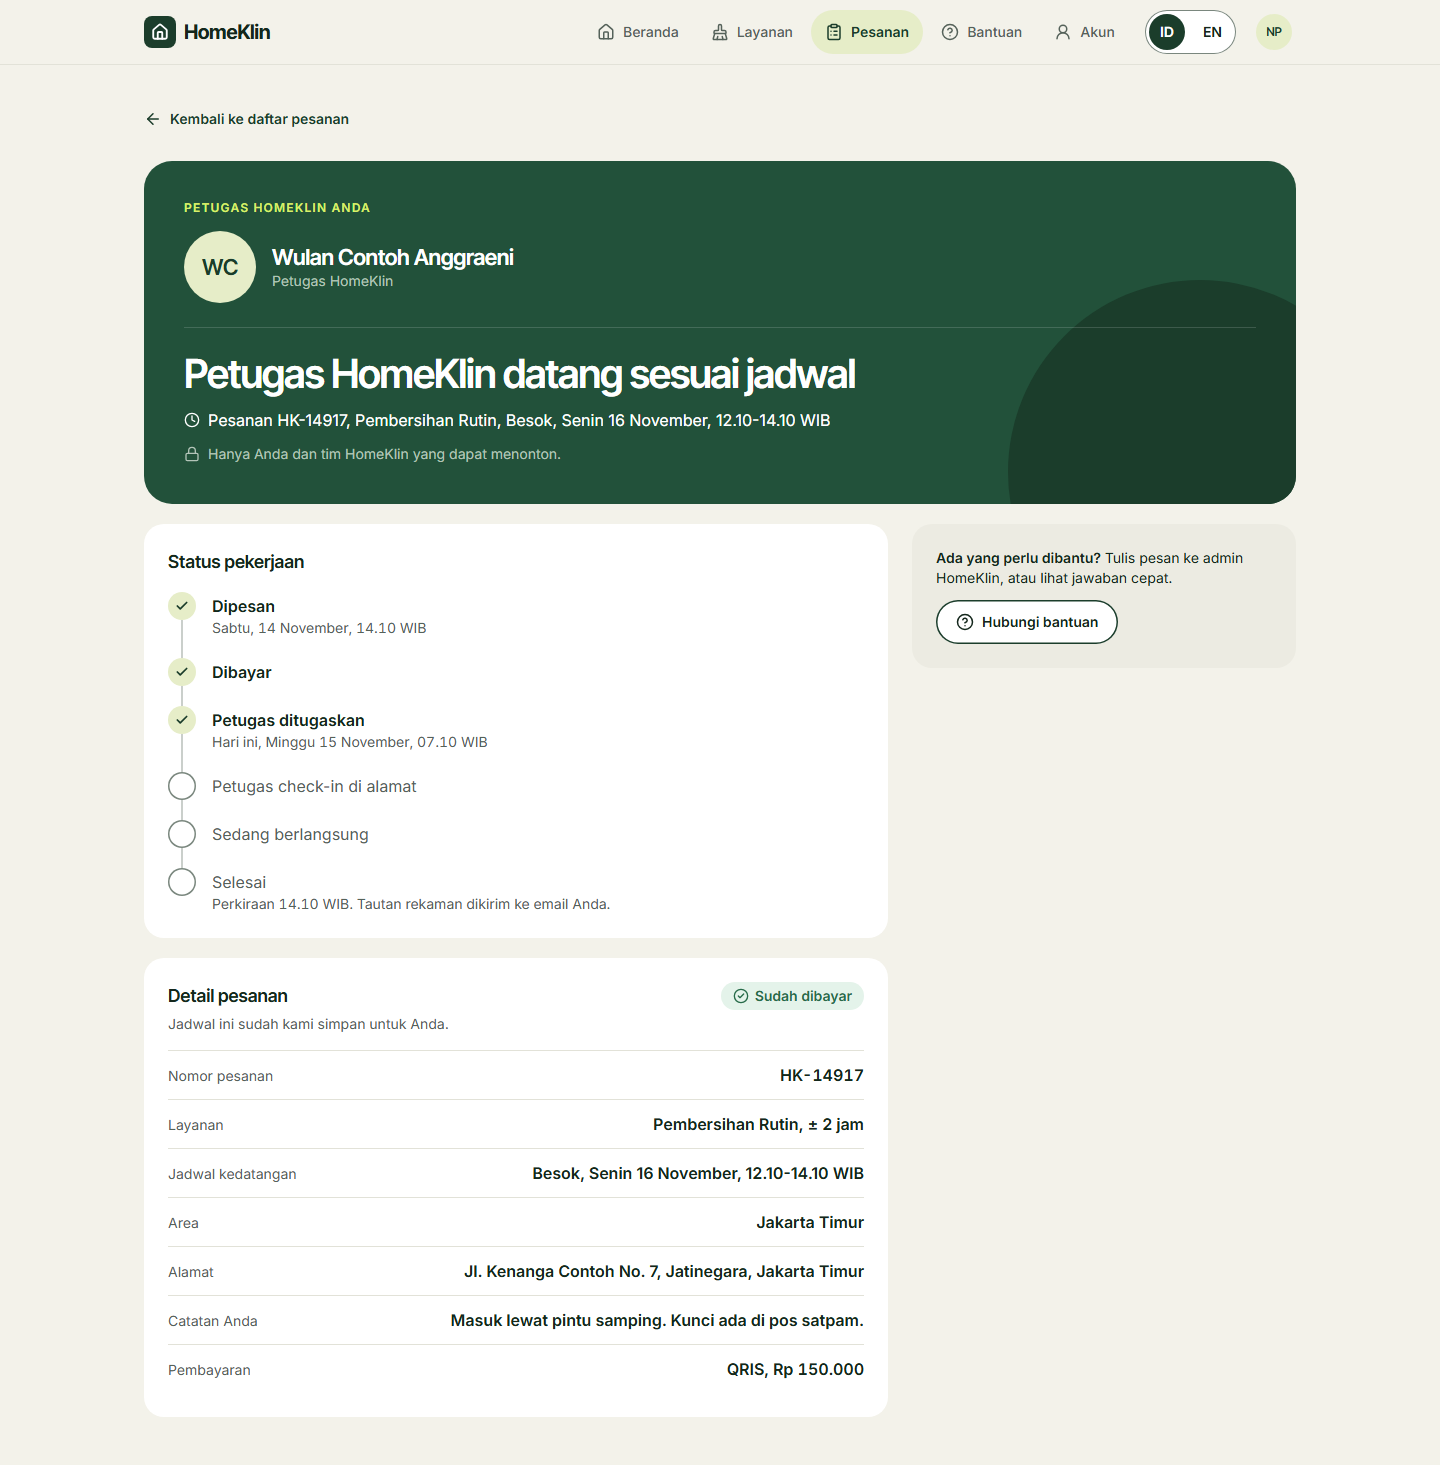 HomeKlin
Beranda
Layanan
Pesanan
Bantuan
Akun
ID
EN
NP
Kembali ke daftar pesanan
PETUGAS HOMEKLIN ANDA
WC
Wulan Contoh Anggraeni
Petugas HomeKlin
Petugas HomeKlin datang sesuai jadwal
Pesanan HK-14917, Pembersihan Rutin, Besok, Senin 16 November, 12.10-14.10 WIB
Hanya Anda dan tim HomeKlin yang dapat menonton.
Status pekerjaan
Dipesan
Sabtu, 14 November, 14.10 WIB
Dibayar
Petugas ditugaskan
Hari ini, Minggu 15 November, 07.10 WIB
Petugas check-in di alamat
Sedang berlangsung
Selesai
Perkiraan 14.10 WIB. Tautan rekaman dikirim ke email Anda.
Ada yang perlu dibantu? Tulis pesan ke admin
HomeKlin, atau lihat jawaban cepat.
Hubungi bantuan
Detail pesanan
Sudah dibayar
Jadwal ini sudah kami simpan untuk Anda.
Nomor pesanan
HK-14917
Layanan
Pembersihan Rutin, ± 2 jam
Jadwal kedatangan
Besok, Senin 16 November, 12.10-14.10 WIB
Area
Jakarta Timur
Alamat
Jl. Kenanga Contoh No. 7, Jatinegara, Jakarta Timur
Catatan Anda
Masuk lewat pintu samping. Kunci ada di pos satpam.
Pembayaran
QRIS, Rp 150.000